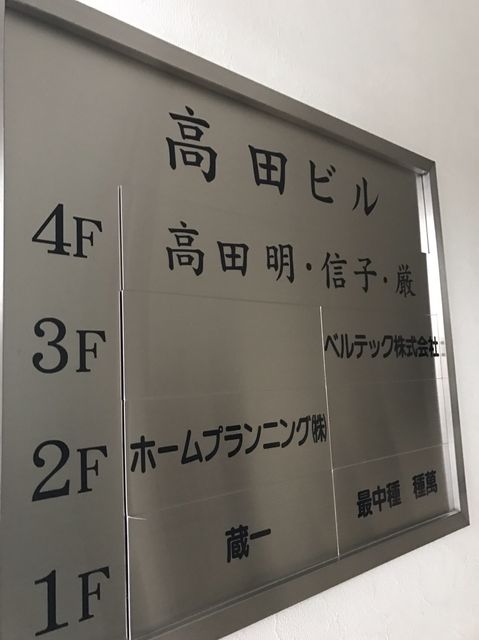 高田ビル
4F 高田明・信子・厳
3F ベルテック株式会社
2F ホームプランニング㈱
1F 蔵一 最中種 種萬